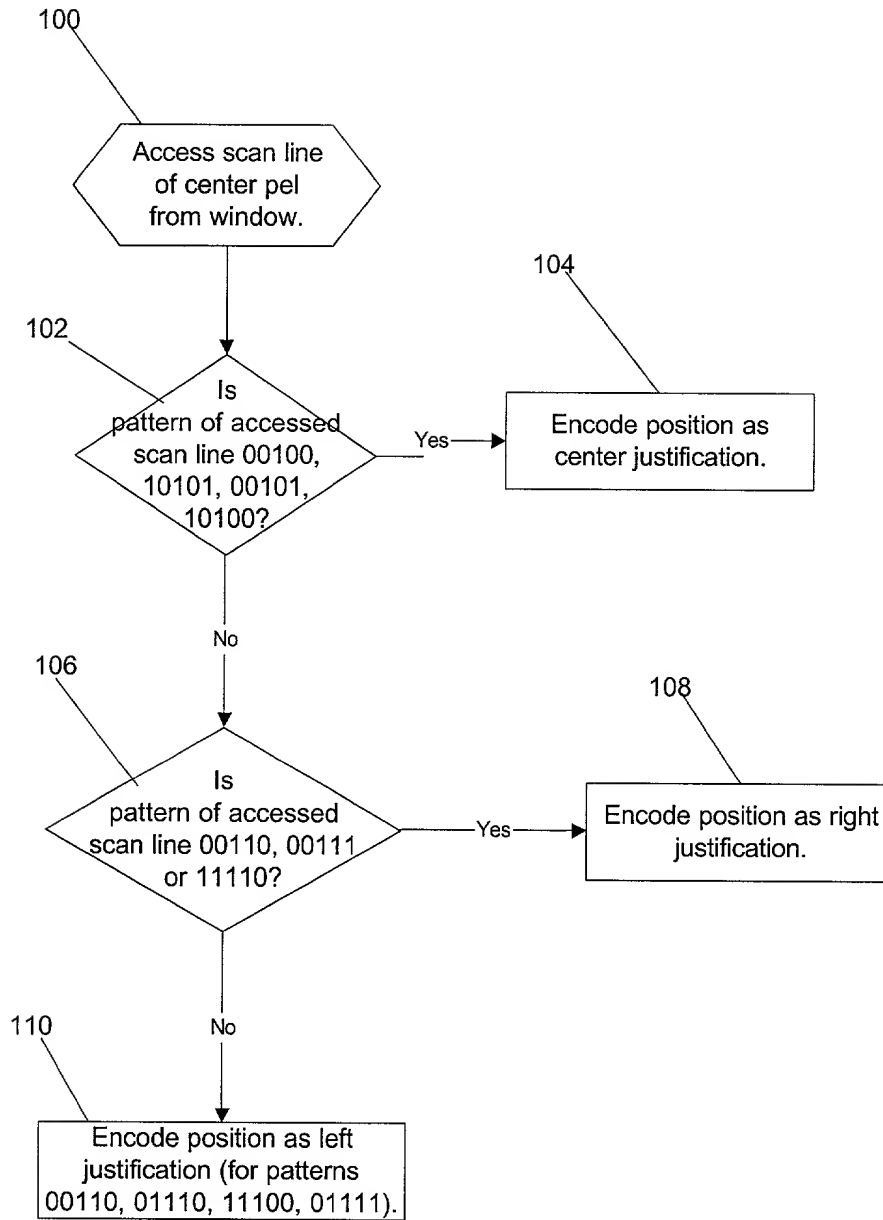 100
Access scan line
of center pel
from window.
102
Is
pattern of accessed
scan line 00100,
10101, 00101,
10100?
Yes
104
Encode position as
center justification.
No
106
Is
pattern of accessed
scan line 00110, 00111
or 11110?
Yes
108
Encode position as right
justification.
No
110
Encode position as left
justification (for patterns
00110, 01110, 11100, 01111).